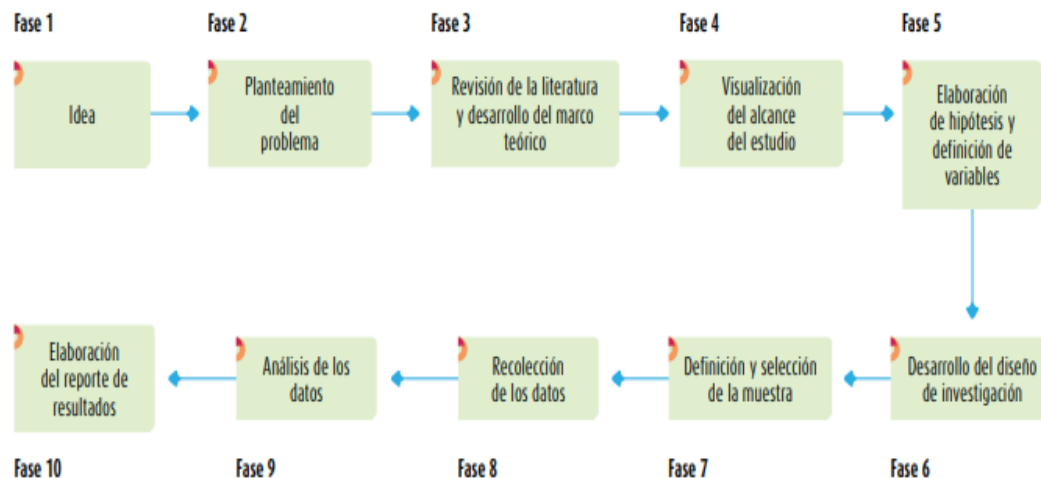 Fase 1
Fase 2
Fase 3
Fase 4
Fase 5
Idea
Planteamiento
del
problema
Revisión de la literatura
y desarrollo del marco
teórico
Visualización
del alcance
del estudio
Elaboración
de hipótesis y
definición de
variables
Elaboración
del reporte de
resultados
Análisis de los
datos
Recolección
de los datos
Definición y selección
de la muestra
Desarrollo del diseño
de investigación
Fase 10
Fase 9
Fase 8
Fase 7
Fase 6